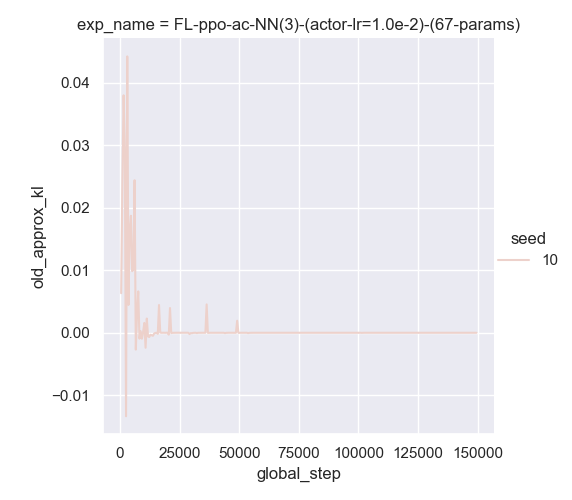 exp_name = FL-ppo-ac-NN(3)-(actor-lr=1.0e-2)-(67-params)
0.04
0.03
0.02
0.01
0.00
−0.01
old_approx_kl
0 25000 50000 75000 100000 125000 150000
global_step
seed
10